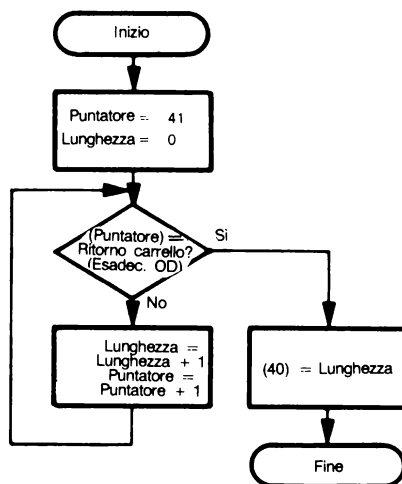 Inizio
Puntatore = 41
Lunghezza = 0
(Puntatore) =
Ritorno carrello?
(Esadec. OD)
Si
No
Lunghezza =
Lunghezza + 1
Puntatore =
Puntatore + 1
(40) = Lunghezza
Fine